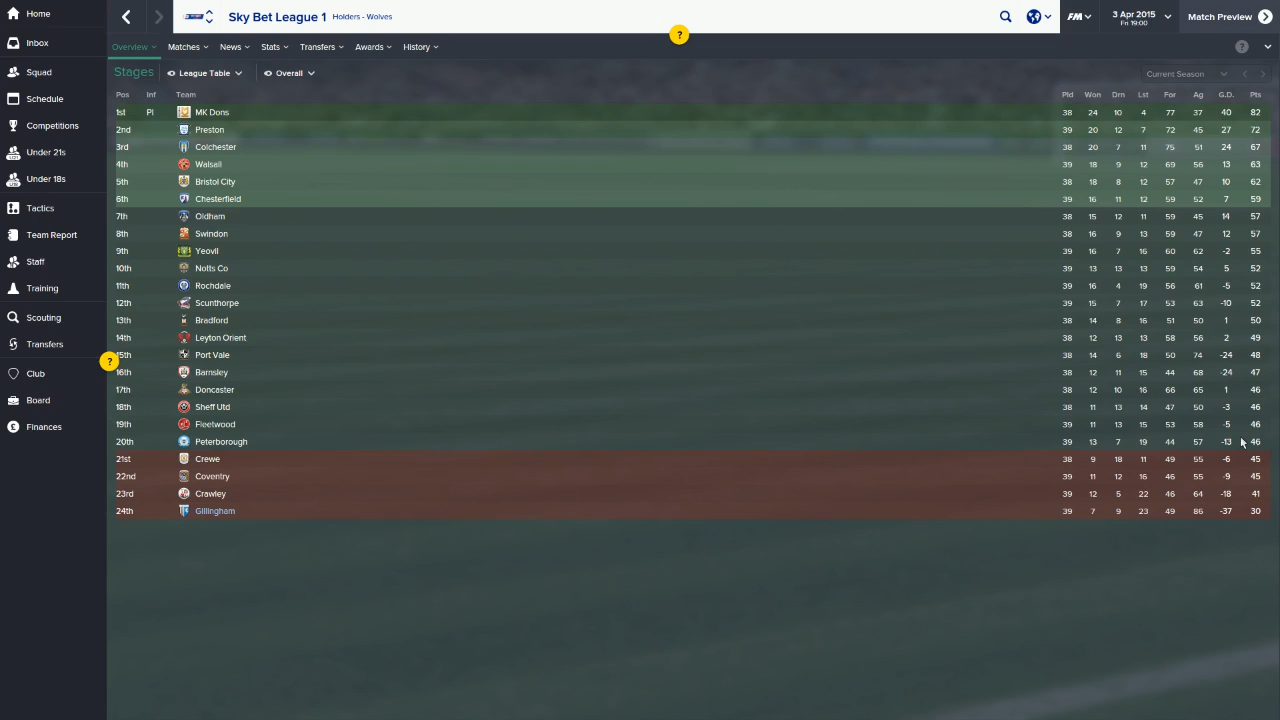 Home
Sky Bet League 1 Holders - Wolves
FM
3 Apr 2015
Fri 19:00
Match Preview
?
Inbox
Overview Matches News Stats Transfers Awards History
?
Squad
Stages League Table Overall Current Season
Schedule
Pos Inf Team Pld Won Drn Lst For Ag G.D. Pts
1st Pl MK Dons 38 24 10 4 77 37 40 82
Competitions
2nd Preston 39 20 12 7 72 45 27 72
3rd Colchester 38 20 7 11 75 51 24 67
Under 21s
4th Walsall 39 18 9 12 69 56 13 63
Under 18s
5th Bristol City 38 18 8 12 57 47 10 62
6th Chesterfield 39 16 11 12 59 52 7 59
Tactics
7th Oldham 38 15 12 11 59 45 14 57
Team Report
8th Swindon 38 16 9 13 59 47 12 57
9th Yeovil 39 16 7 16 60 62 -2 55
Staff
10th Notts Co 39 13 13 13 59 54 5 52
Training
11th Rochdale 39 16 4 19 56 61 -5 52
12th Scunthorpe 39 15 7 17 53 63 -10 52
Scouting
13th Bradford 38 14 8 16 51 50 1 50
14th Leyton Orient 38 12 13 13 58 56 2 49
Transfers
?
15th Port Vale 38 14 6 18 50 74 -24 48
Club
16th Barnsley 38 12 11 15 44 68 -24 47
17th Doncaster 38 12 10 16 66 65 1 46
Board
18th Sheff Utd 38 11 13 14 47 50 -3 46
Finances
19th Fleetwood 39 11 13 15 53 58 -5 46
20th Peterborough 39 13 7 19 44 57 -13 46
21st Crewe 38 9 18 11 49 55 -6 45
22nd Coventry 39 11 12 16 46 55 -9 45
23rd Crawley 39 12 5 22 46 64 -18 41
24th Gillingham 39 7 9 23 49 86 -37 30